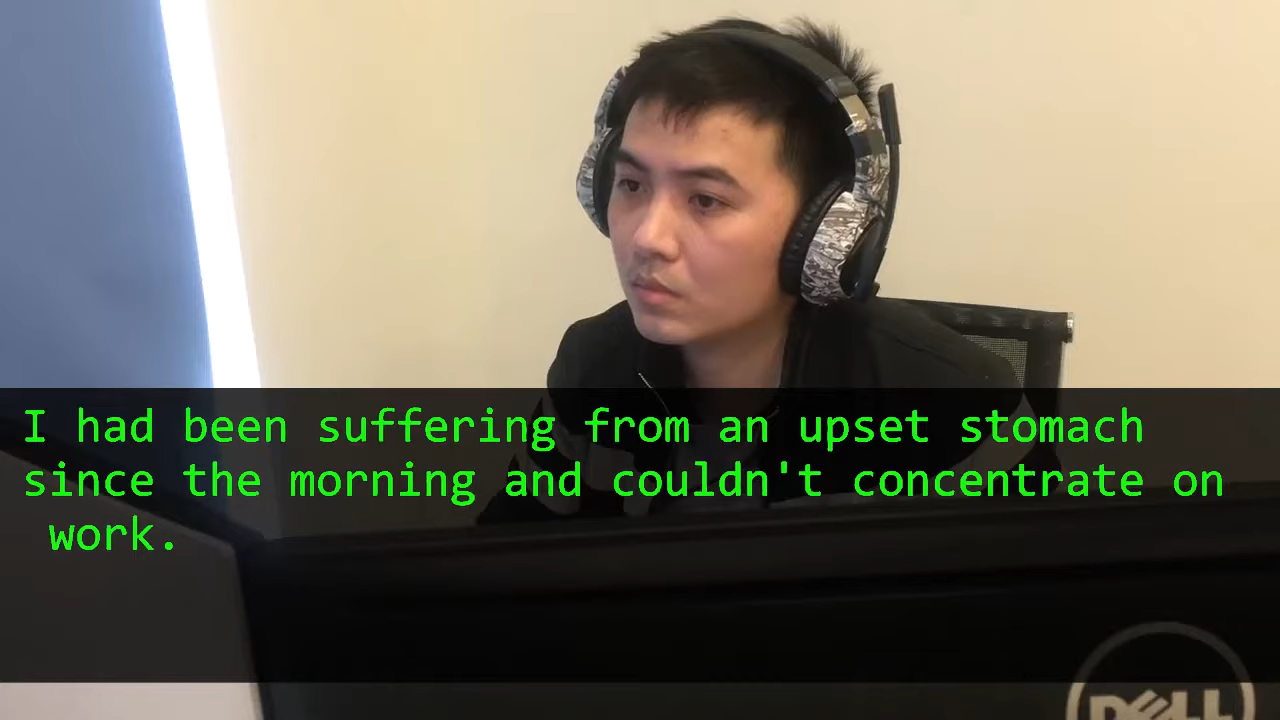 I had been suffering from an upset stomach
since the morning and couldn't concentrate on
work.
DELL